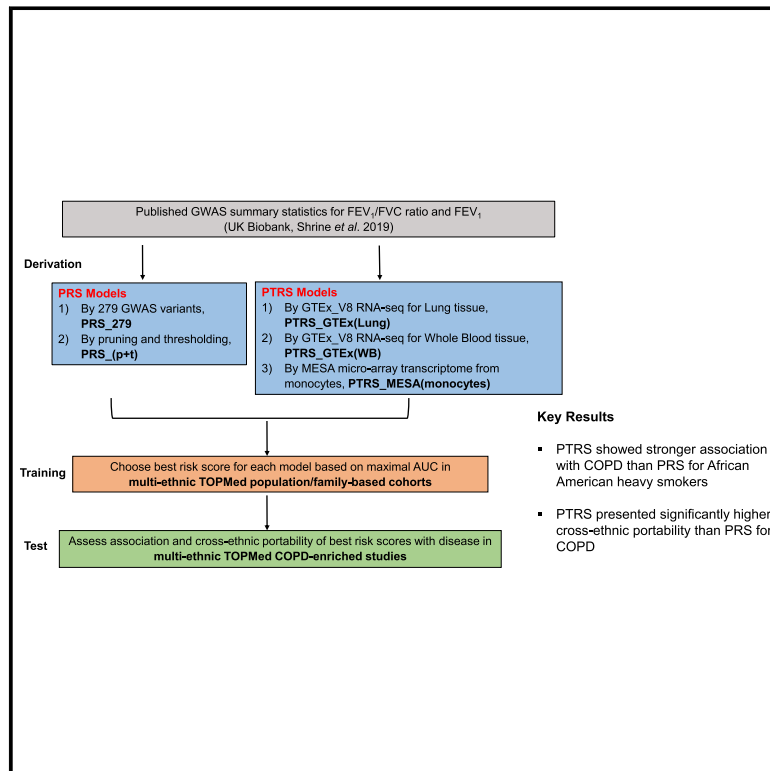 Published GWAS summary statistics for FEV₁/FVC ratio and FEV₁
(UK Biobank, Shrine et al. 2019)
Derivation
PRS Models
1) By 279 GWAS variants,
PRS_279
2) By pruning and thresholding,
PRS_(p+t)
PTRS Models
1) By GTEx_V8 RNA-seq for Lung tissue,
PTRS_GTEx(Lung)
2) By GTEx_V8 RNA-seq for Whole Blood tissue,
PTRS_GTEx(WB)
3) By MESA micro-array transcriptome from
monocytes, PTRS_MESA(monocytes)
Training
Choose best risk score for each model based on maximal AUC in
multi-ethnic TOPMed population/family-based cohorts
Test
Assess association and cross-ethnic portability of best risk scores with disease in
multi-ethnic TOPMed COPD-enriched studies
Key Results
▪ PTRS showed stronger association
with COPD than PRS for African
American heavy smokers
▪ PTRS presented significantly higher
cross-ethnic portability than PRS for
COPD